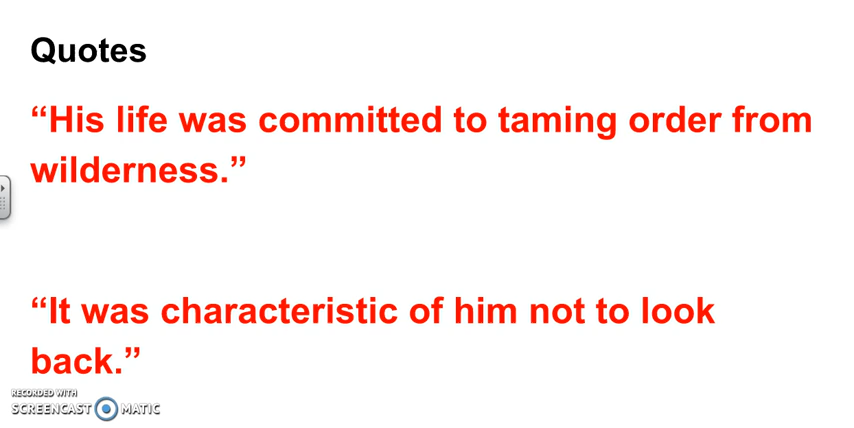 Quotes
“His life was committed to taming order from
wilderness.”
“It was characteristic of him not to look
back.”
RECORDED WITH
SCREENCAST MATIC